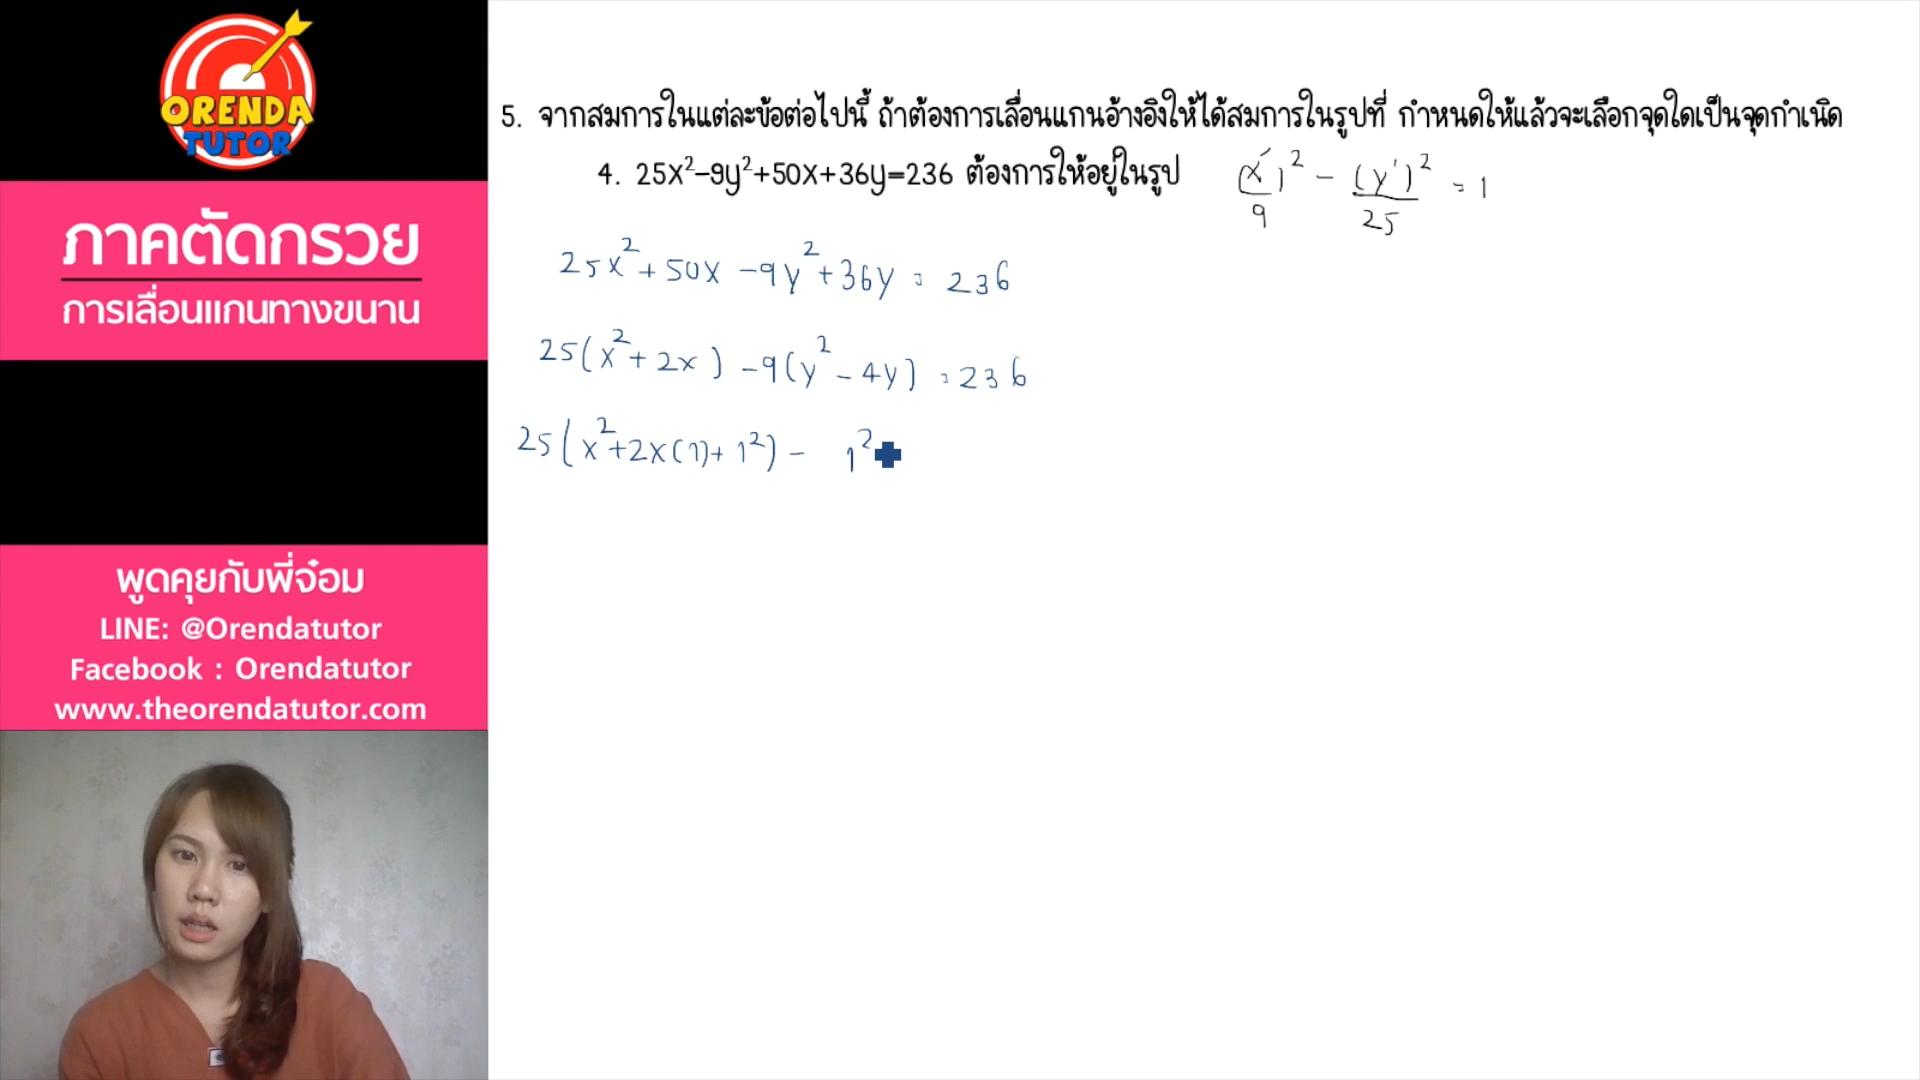 ORENDA
TUTOR
ภาคตัดกรวย
การเลื่อนแกนทางขนาน
พูดคุยกับพี่จ๋อม
LINE: @Orendatutor
Facebook : Orendatutor
www.theorendatutor.com
5. จากสมการในแต่ละข้อต่อไปนี้ ถ้าต้องการเลื่อนแกนอ้างอิงให้ได้สมการในรูปที่ กำหนดให้แล้วจะเลือกจุดใดเป็นจุดกำเนิด
4. 25x²-9y²+50x+36y=236 ต้องการให้อยู่ในรูป (x')²/9 - (y')²/25 = 1
25x² + 50x - 9y² + 36y = 236
25(x² + 2x) - 9(y² - 4y) = 236
25(x² + 2x(1) + 1²) - 1²